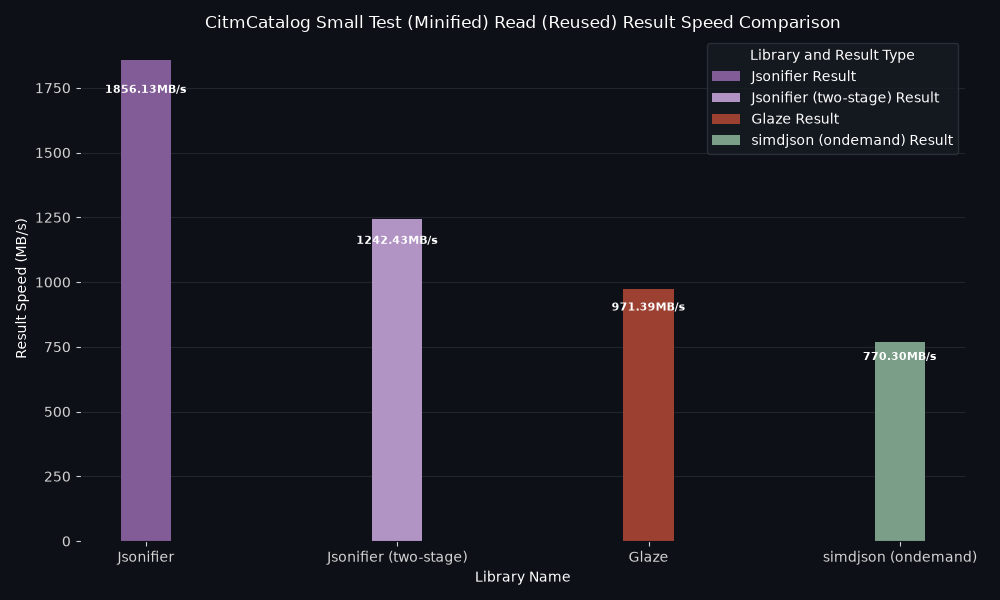 CitmCatalog Small Test (Minified) Read (Reused) Result Speed Comparison
Library and Result Type
Jsonifier Result
Jsonifier (two-stage) Result
Glaze Result
simdjson (ondemand) Result
Result Speed (MB/s)
1750
1500
1250
1000
750
500
250
0
1856.13MB/s
1242.43MB/s
971.39MB/s
770.30MB/s
Jsonifier
Jsonifier (two-stage)
Glaze
simdjson (ondemand)
Library Name